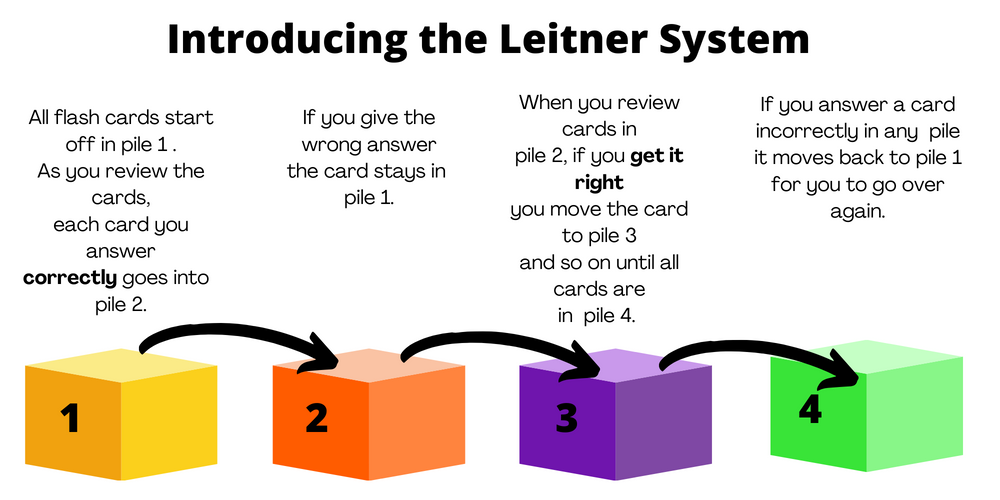 Introducing the Leitner System
All flash cards start
off in pile 1 .
As you review the
cards,
each card you
answer
correctly goes into
pile 2.
If you give the
wrong answer
the card stays in
pile 1.
When you review
cards in
pile 2, if you get it
right
you move the card
to pile 3
and so on until all
cards are
in  pile 4.
If you answer a card
incorrectly in any  pile
it moves back to pile 1
for you to go over
again.
1
2
3
4